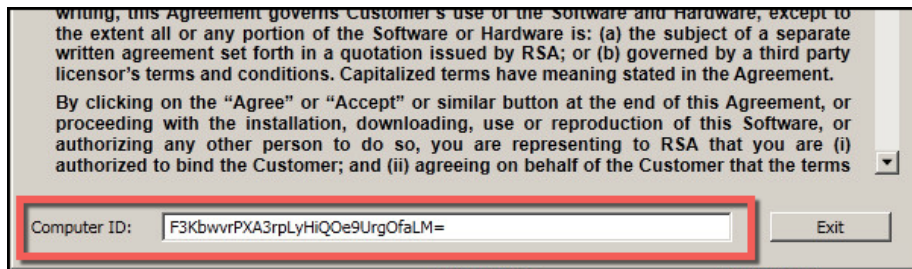 writing, this Agreement governs Customer's use of the Software and Hardware, except to
the extent all or any portion of the Software or Hardware is: (a) the subject of a separate
written agreement set forth in a quotation issued by RSA; or (b) governed by a third party
licensor's terms and conditions. Capitalized terms have meaning stated in the Agreement.
By clicking on the “Agree” or “Accept” or similar button at the end of this Agreement, or
proceeding with the installation, downloading, use or reproduction of this Software, or
authorizing any other person to do so, you are representing to RSA that you are (i)
authorized to bind the Customer; and (ii) agreeing on behalf of the Customer that the terms
Computer ID: F3KbwvrPXA3rpLyHiQOe9UrgOfaLM= Exit